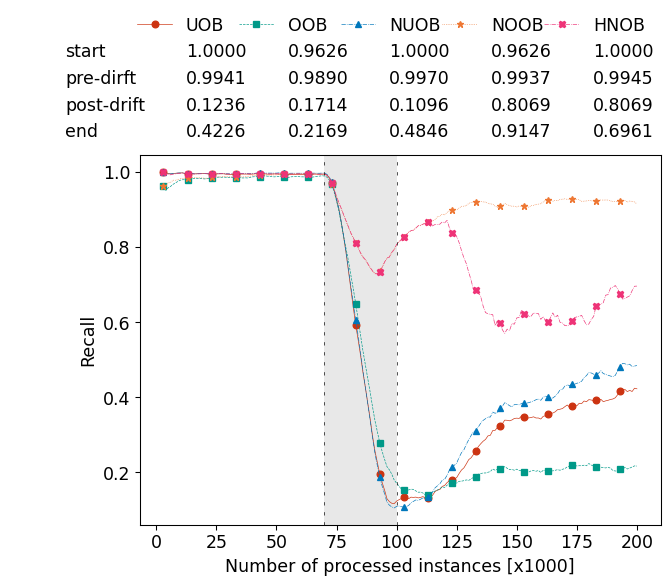 UOB OOB NUOB NOOB HNOB
start 1.0000 0.9626 1.0000 0.9626 1.0000
pre-dirft 0.9941 0.9890 0.9970 0.9937 0.9945
post-drift 0.1236 0.1714 0.1096 0.8069 0.8069
end 0.4226 0.2169 0.4846 0.9147 0.6961
1.0
0.8
0.6
0.4
0.2
Recall
0 25 50 75 100 125 150 175 200
Number of processed instances [x1000]